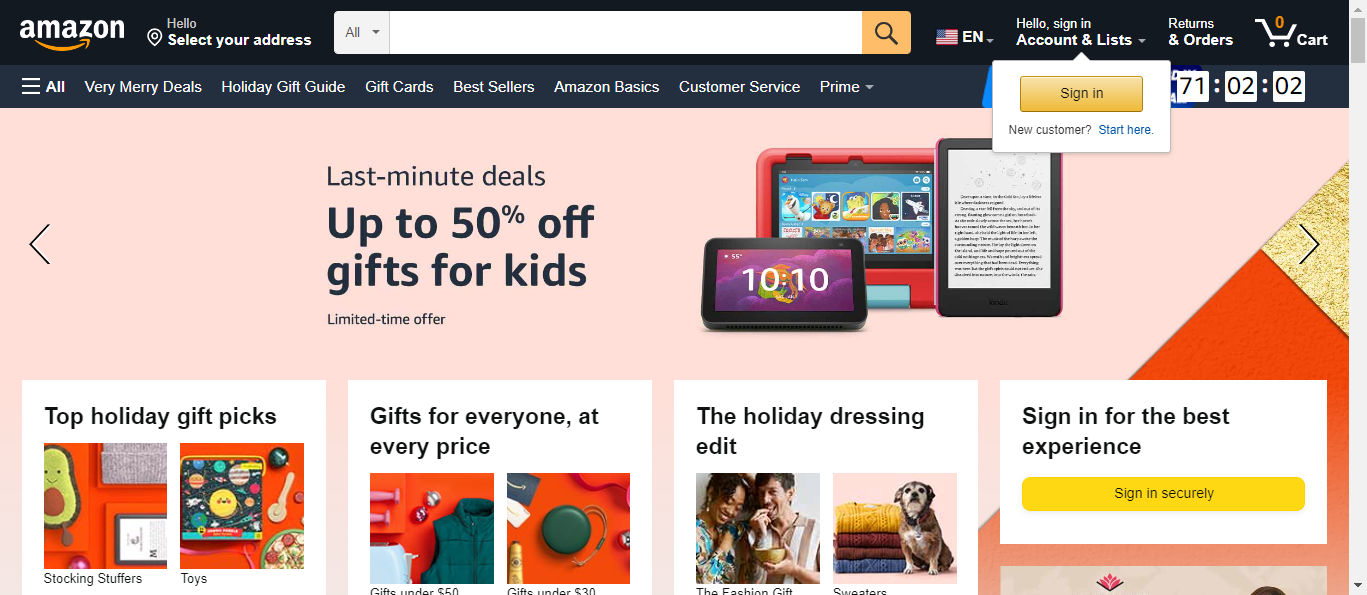 amazon
Hello
Select your address
All
EN
Hello, sign in
Account & Lists
Returns
& Orders
0
Cart
All
Very Merry Deals
Holiday Gift Guide
Gift Cards
Best Sellers
Amazon Basics
Customer Service
Prime
71 : 02 : 02
Sign in
New customer? Start here.
Last-minute deals
Up to 50% off
gifts for kids
Limited-time offer
55°
10:10
kindle
Top holiday gift picks
Stocking Stuffers
Toys
Gifts for everyone, at
every price
Gifts under $50
Gifts under $30
The holiday dressing
edit
The Fashion Gift
Sweaters
Sign in for the best
experience
Sign in securely